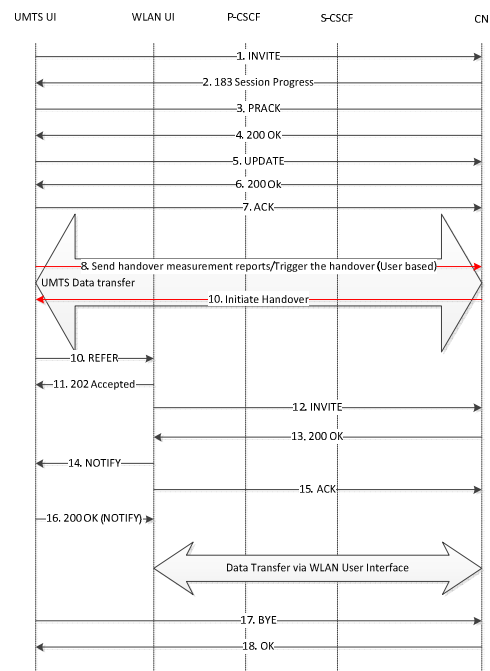 UMTS UI
WLAN UI
P-CSCF
S-CSCF
CN
1. INVITE
2. 183 Session Progress
3. PRACK
4. 200 OK
5. UPDATE
6. 200 Ok
7. ACK
8. Send handover measurement reports/Trigger the handover (User based)
UMTS Data transfer
10. Initiate Handover
10. REFER
11. 202 Accepted
12. INVITE
13. 200 OK
14. NOTIFY
15. ACK
16. 200 OK (NOTIFY)
Data Transfer via WLAN User Interface
17. BYE
18. OK